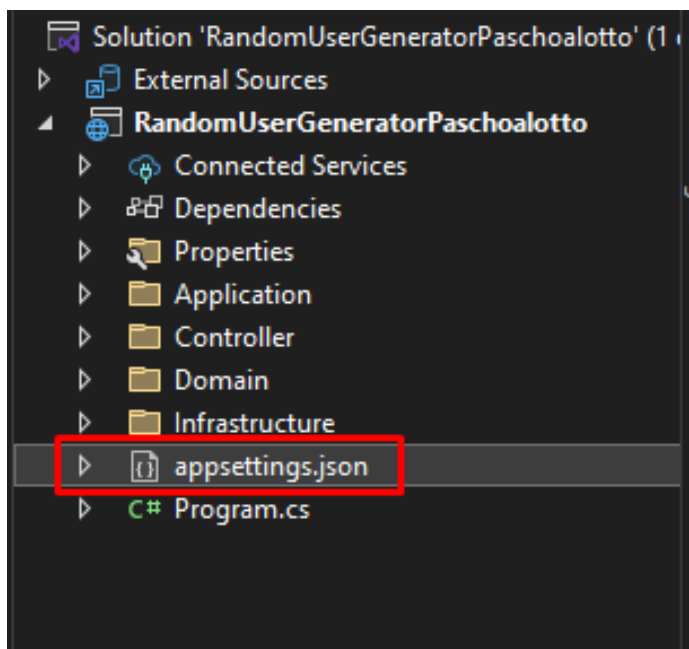 Solution 'RandomUserGeneratorPaschoalotto' (1
External Sources
RandomUserGeneratorPaschoalotto
Connected Services
Dependencies
Properties
Application
Controller
Domain
Infrastructure
{} appsettings.json
C# Program.cs